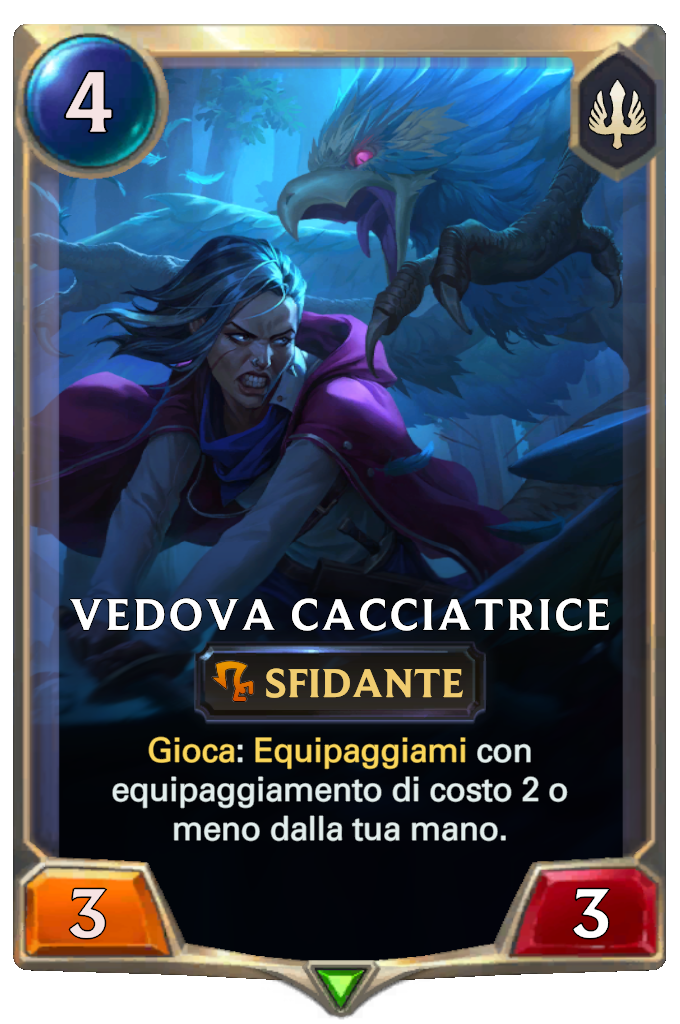 4
VEDOVA CACCIATRICE
SFIDANTE
Gioca: Equipaggiami con
equipaggiamento di costo 2 o
meno dalla tua mano.
3
3